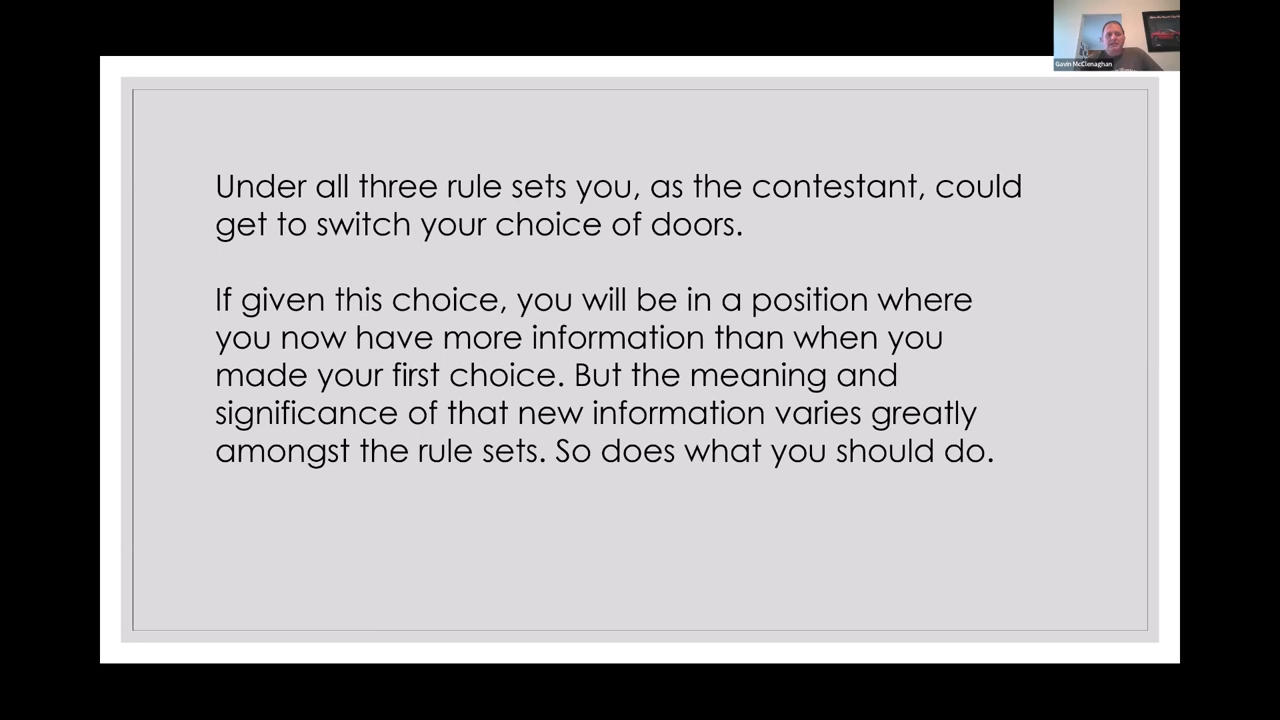 Gavin McClenaghan
Under all three rule sets you, as the contestant, could
get to switch your choice of doors.
If given this choice, you will be in a position where
you now have more information than when you
made your first choice. But the meaning and
significance of that new information varies greatly
amongst the rule sets. So does what you should do.